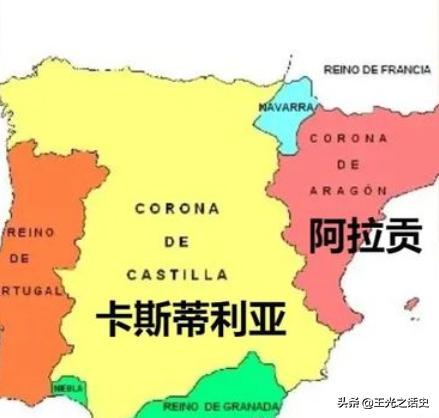 REINO DE FRANCIA
NAVARRA
CORONA
DE
ARAGÓN
阿拉贡
CORONA
DE
CASTILLA
卡斯蒂利亚
REINO
DE
RTUGAL
NIEBLA
REINO DE GRANADA
头条 @王光之话史